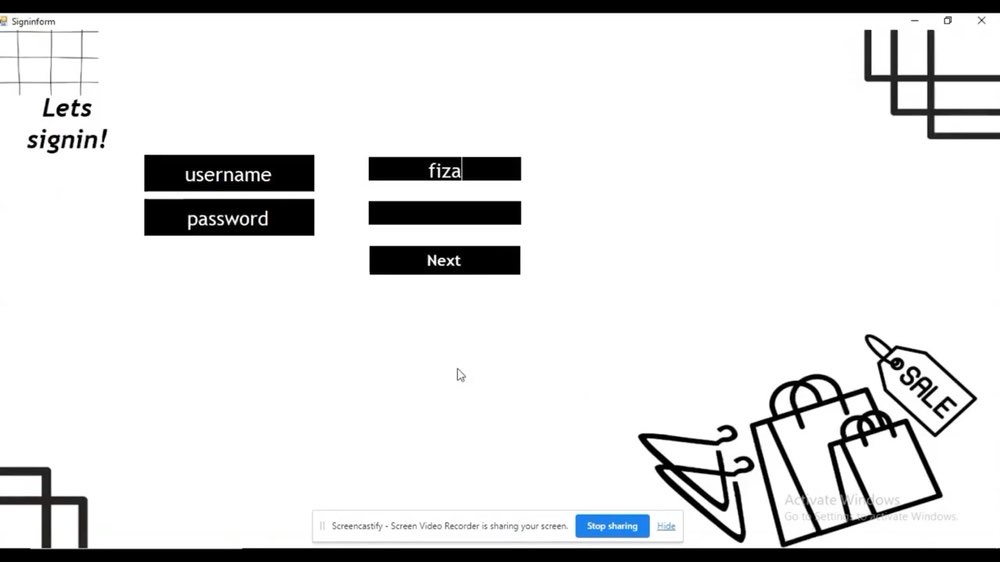 Signinform
Lets
signin!
username
fiza
password
Next
SALE
Activate Windows
Go to Settings to activate Windows.
Screencastify - Screen Video Recorder is sharing your screen.
Stop sharing
Hide